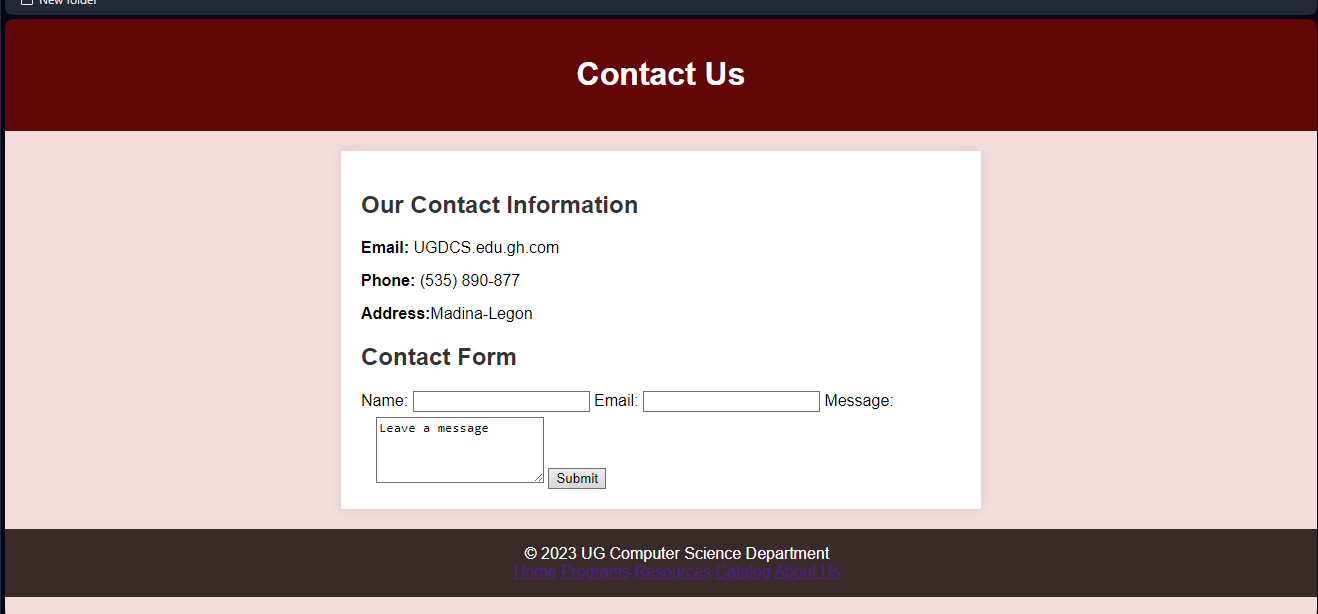 New folder
Contact Us
Our Contact Information
Email: UGDCS.edu.gh.com
Phone: (535) 890-877
Address:Madina-Legon
Contact Form
Name: Email: Message:
Leave a message
Submit
© 2023 UG Computer Science Department
Home Programs Resources Catalog About Us